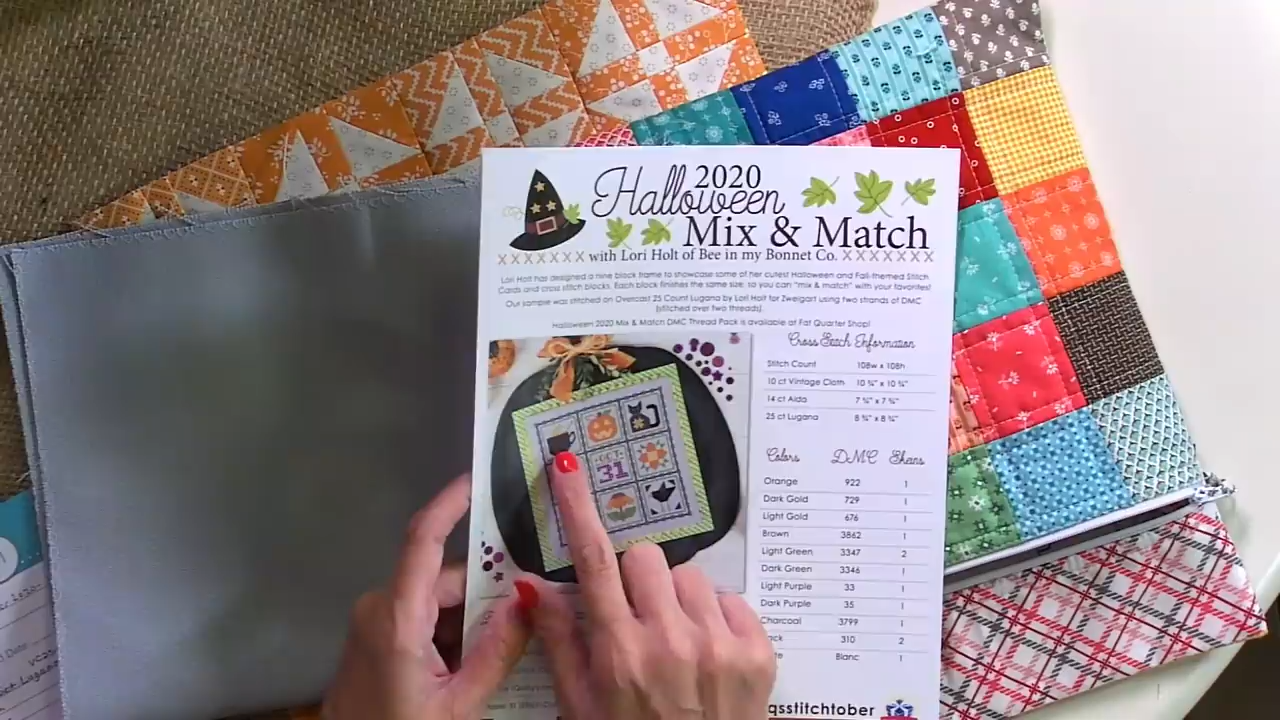 2020
Halloween
Mix & Match
XXXXXXX with Lori Holt of Bee in my Bonnet Co. XXXXXXX
Lori Holt has designed a nine block frame to showcase some of her cutest Halloween and Fall-themed Stitch
Cards and cross stitch blocks. Each block finishes the same size, so you can "mix & match" with your favorites!
Our sample was stitched on Overcast 25 Count Lugana by Lori Holt for Zweigart using two strands of DMC
(stitched over two threads).
Halloween 2020 Mix & Match DMC Thread Pack is available at Fat Quarter Shop!
Cross Stitch Information
Stitch Count 108w x 108h
10 ct Vintage Cloth 10 ¾" x 10 ¾"
14 ct Aida 7 ¾" x 7 ¾"
25 ct Lugana 8 ¾" x 8 ¾"
Colors DMC Skeins
Orange 922 1
Dark Gold 729 1
Light Gold 676 1
Brown 3862 1
Light Green 3347 2
Dark Green 3346 1
Light Purple 33 1
Dark Purple 35 1
Charcoal 3799 1
310 2
Blanc 1
OCT
31
qsstitchtober